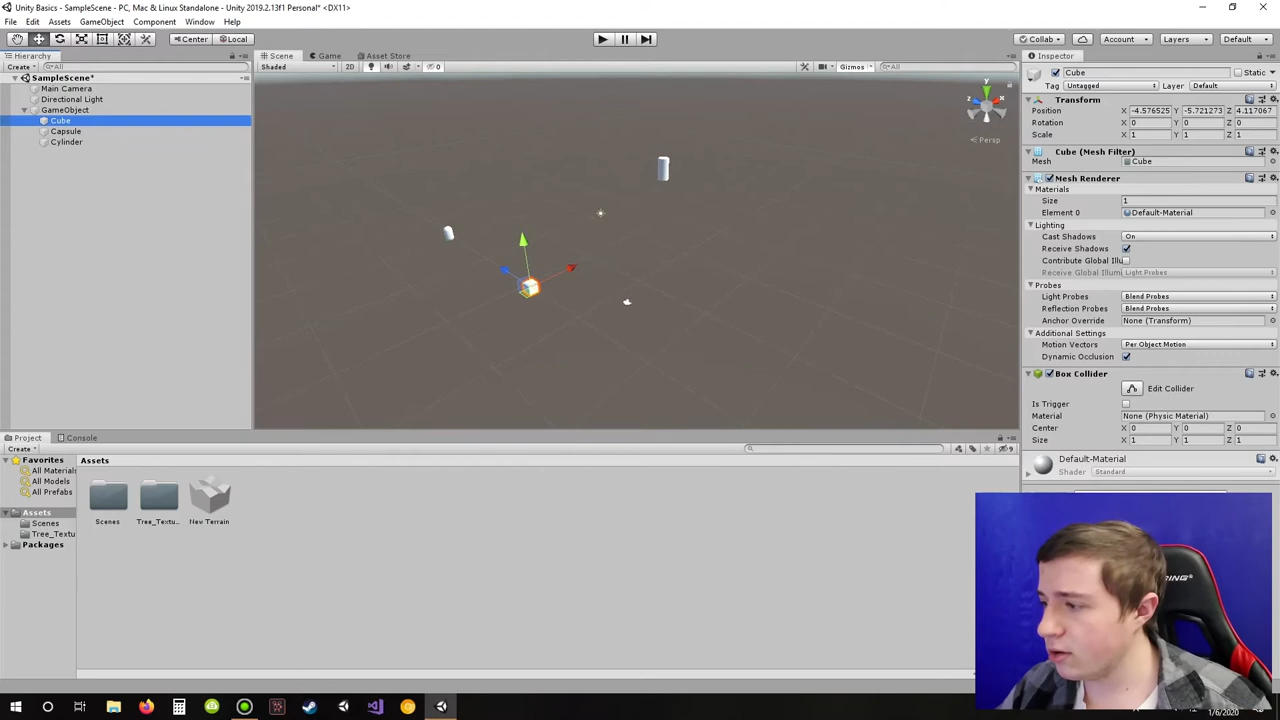 Unity Basics - SampleScene - PC, Mac & Linux Standalone - Unity 2019.2.13f1 Personal* <DX11>
File Edit Assets GameObject Component Window Help
Center Local
Collab Account Layers Default
Hierarchy
Create All
SampleScene*
Main Camera
Directional Light
GameObject
Cube
Capsule
Cylinder
Scene Game Asset Store
Shaded 2D 0 Gizmos All
y
z x
Persp
Inspector
Cube Static
Tag Untagged Layer Default
Transform
Position X -4.576525 Y -5.721273 Z 4.117067
Rotation X 0 Y 0 Z 0
Scale X 1 Y 1 Z 1
Cube (Mesh Filter)
Mesh Cube
Mesh Renderer
Materials
Size 1
Element 0 Default-Material
Lighting
Cast Shadows On
Receive Shadows
Contribute Global Illu
Receive Global Illumi Light Probes
Probes
Light Probes Blend Probes
Reflection Probes Blend Probes
Anchor Override None (Transform)
Additional Settings
Motion Vectors Per Object Motion
Dynamic Occlusion
Box Collider
Edit Collider
Is Trigger
Material None (Physic Material)
Center X 0 Y 0 Z 0
Size X 1 Y 1 Z 1
Default-Material
Shader Standard
Project Console
Create 9
Favorites
All Materials
All Models
All Prefabs
Assets
Scenes
Tree_Textu
Packages
Assets
Scenes Tree_Textu... New Terrain
1/6/2020